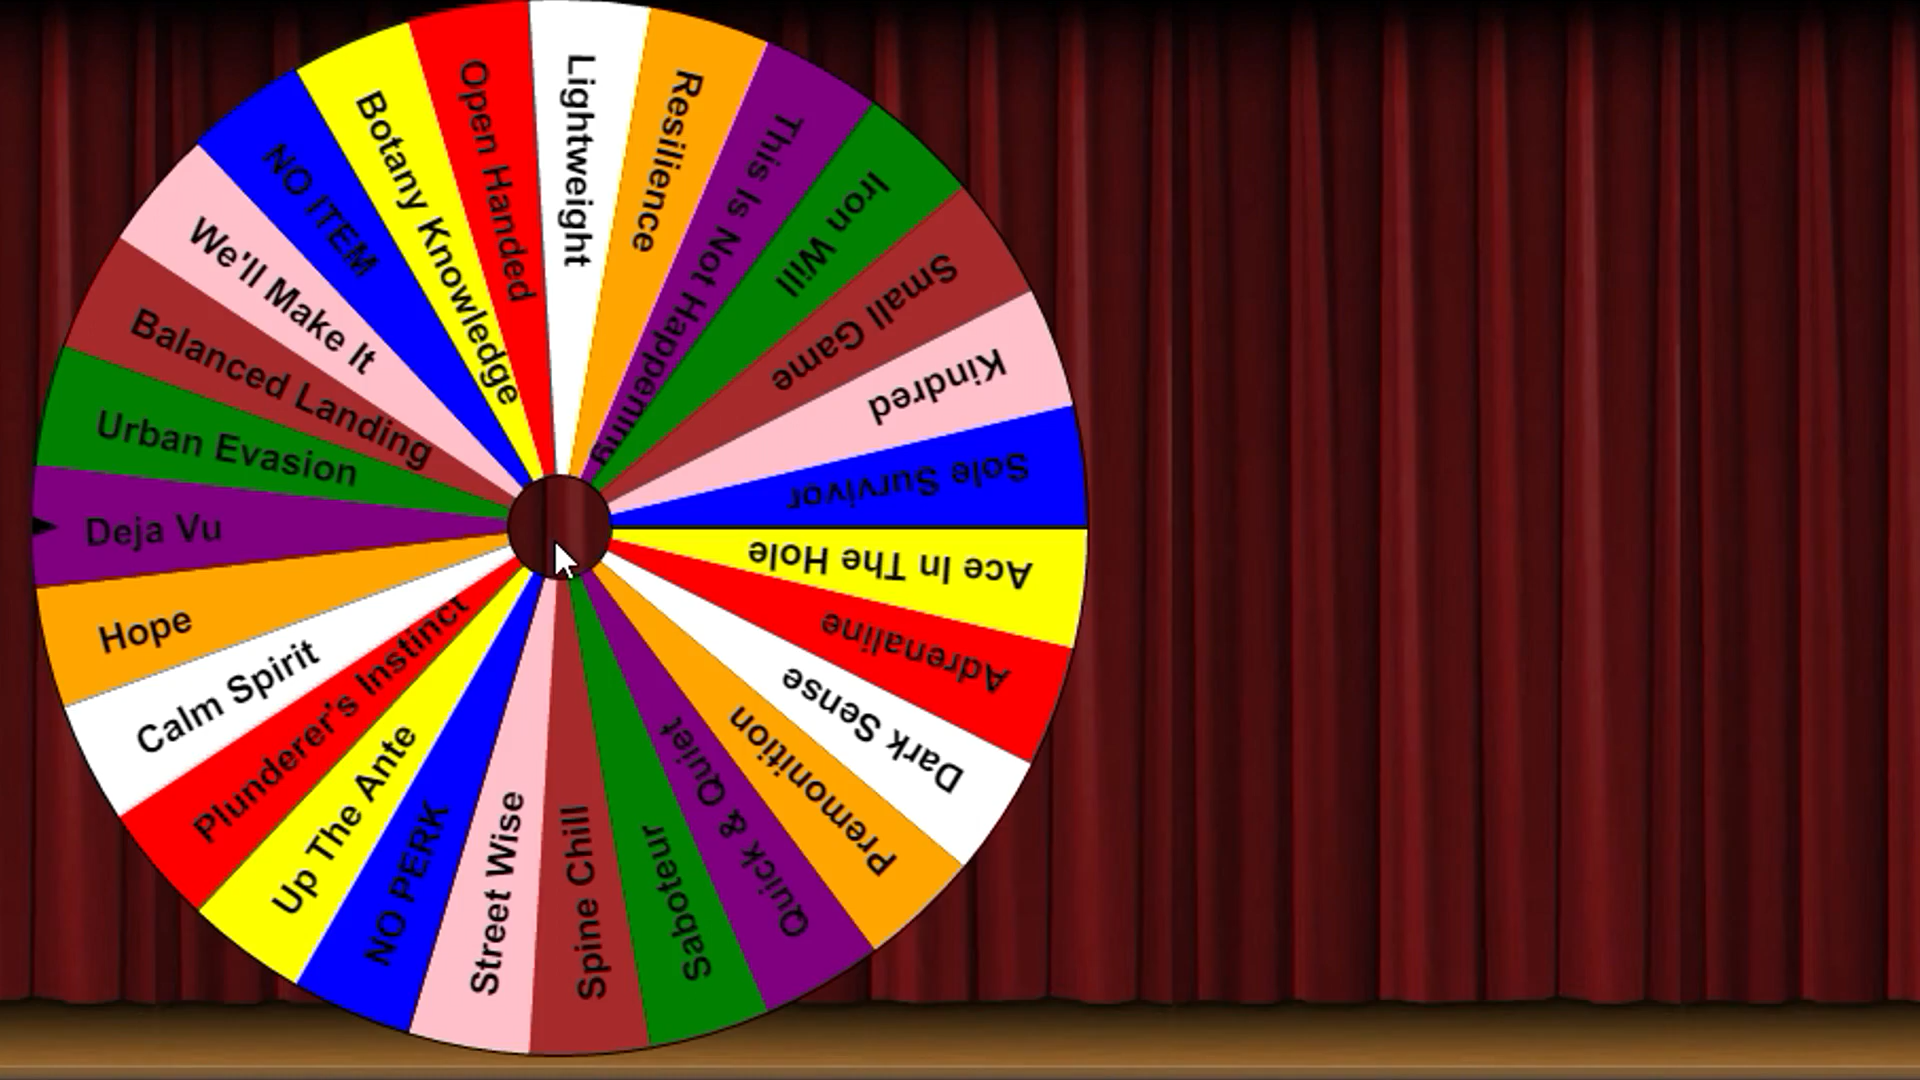 Lightweight
Resilience
This Is Not Happening
Iron Will
Small Game
Kindred
Sole Survivor
Ace In The Hole
Adrenaline
Dark Sense
Premonition
Quick & Quiet
Saboteur
Spine Chill
Street Wise
NO PERK
Up The Ante
Plunderer's Instinct
Calm Spirit
Hope
Deja Vu
Urban Evasion
Balanced Landing
We'll Make It
NO ITEM
Botany Knowledge
Open Handed